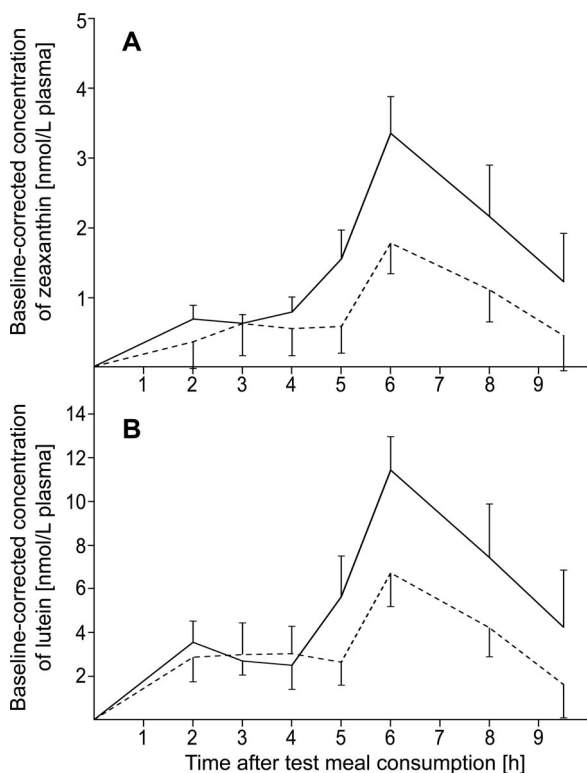 A
Baseline-corrected concentration
of zeaxanthin [nmol/L plasma]
5
4
3
2
1
1 2 3 4 5 6 7 8 9
B
Baseline-corrected concentration
of lutein [nmol/L plasma]
14
12
10
8
6
4
2
1 2 3 4 5 6 7 8 9
Time after test meal consumption [h]